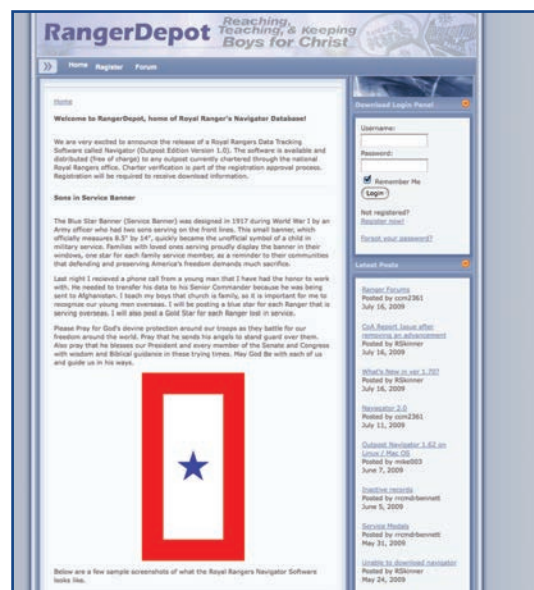 RangerDepot
Reaching,
Teaching, & Keeping
Boys for Christ
Home Register Forum
Home
Welcome to RangerDepot, home of Royal Ranger's Navigator Database!
We are very excited to announce the release of a Royal Rangers Data Tracking
Software called Navigator (Outpost Edition Version 1.0). The software is available and
distributed (free of charge) to any outpost currently chartered through the national
Royal Rangers office. Charter verification is part of the registration approval process.
Registration will be required to receive download information.
Sons in Service Banner
The Blue Star Banner (Service Banner) was designed in 1917 during World War I by an
Army officer who had two sons serving on the front lines. This small banner, which
officially measures 8.5" by 14", quickly became the unofficial symbol of a child in
military service. Families with loved ones serving proudly display the banner in their
windows, one star for each family service member, as a reminder to their communities
that defending and preserving America's freedom demands much sacrifice.
Last night I recieved a phone call from a young man that I have had the honor to work
with. He needed to transfer his data to his Senior Commander because he was being
sent to Afghanistan. I teach my boys that church is family, so it is important for me to
recognize our young men overseas. I will be posting a blue star for each Ranger that is
serving overseas. I will also post a Gold Star for each Ranger lost in service.
Please Pray for God's devine protection around our troops as they battle for our
freedom around the world. Pray that he sends his angels to stand guard over them.
Also pray that he blesses our President and every member of the Senate and Congress
with wisdom and Biblical guidance in these trying times. May God Be with each of us
and guide us in his ways.
Below are a few sample screenshots of what the Royal Rangers Navigator Software
looks like.
Download Login Panel
Username:
Password:
Remember Me
Login
Not registered?
Register now!
Forgot your password?
Latest Posts
Ranger Forums
Posted by ccm2361
July 16, 2009
CoA Report issue after
removing an advancement
Posted by RSkinner
July 16, 2009
What's New in ver 1.70?
Posted by RSkinner
July 16, 2009
Navagator 2.0
Posted by ccm2361
July 11, 2009
Outpost Navigator 1.62 on
Linux / Mac OS
Posted by mike003
June 7, 2009
Inactive records
Posted by rrcmdrbennett
June 5, 2009
Service Medals
Posted by rrcmdrbennett
May 31, 2009
Unable to download navigator
Posted by RSkinner
May 24, 2009